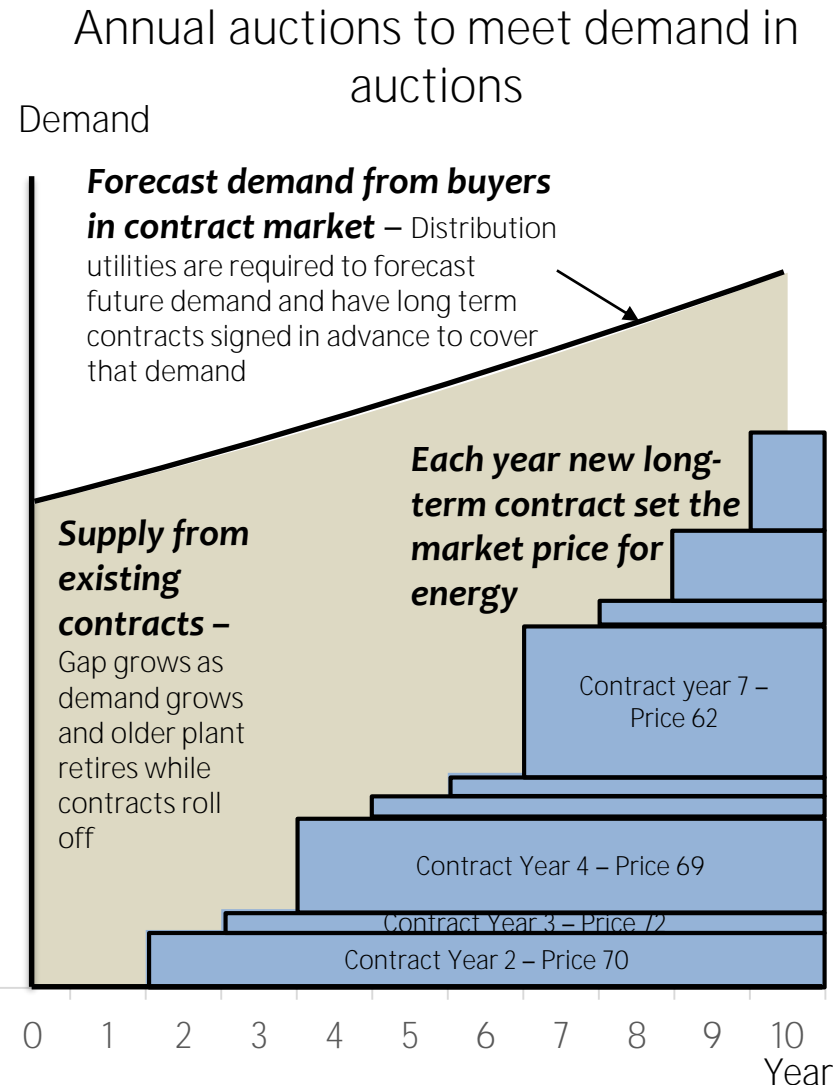 Annual auctions to meet demand in
auctions
Demand
Forecast demand from buyers
in contract market – Distribution
utilities are required to forecast
future demand and have long term
contracts signed in advance to cover
that demand
Each year new long-
term contract set the
market price for
energy
Supply from
existing
contracts –
Gap grows as
demand grows
and older plant
retires while
contracts roll
off
Contract year 7 –
Price 62
Contract Year 4 – Price 69
Contract Year 3 – Price 72
Contract Year 2 – Price 70
0 1 2 3 4 5 6 7 8 9 10
Year